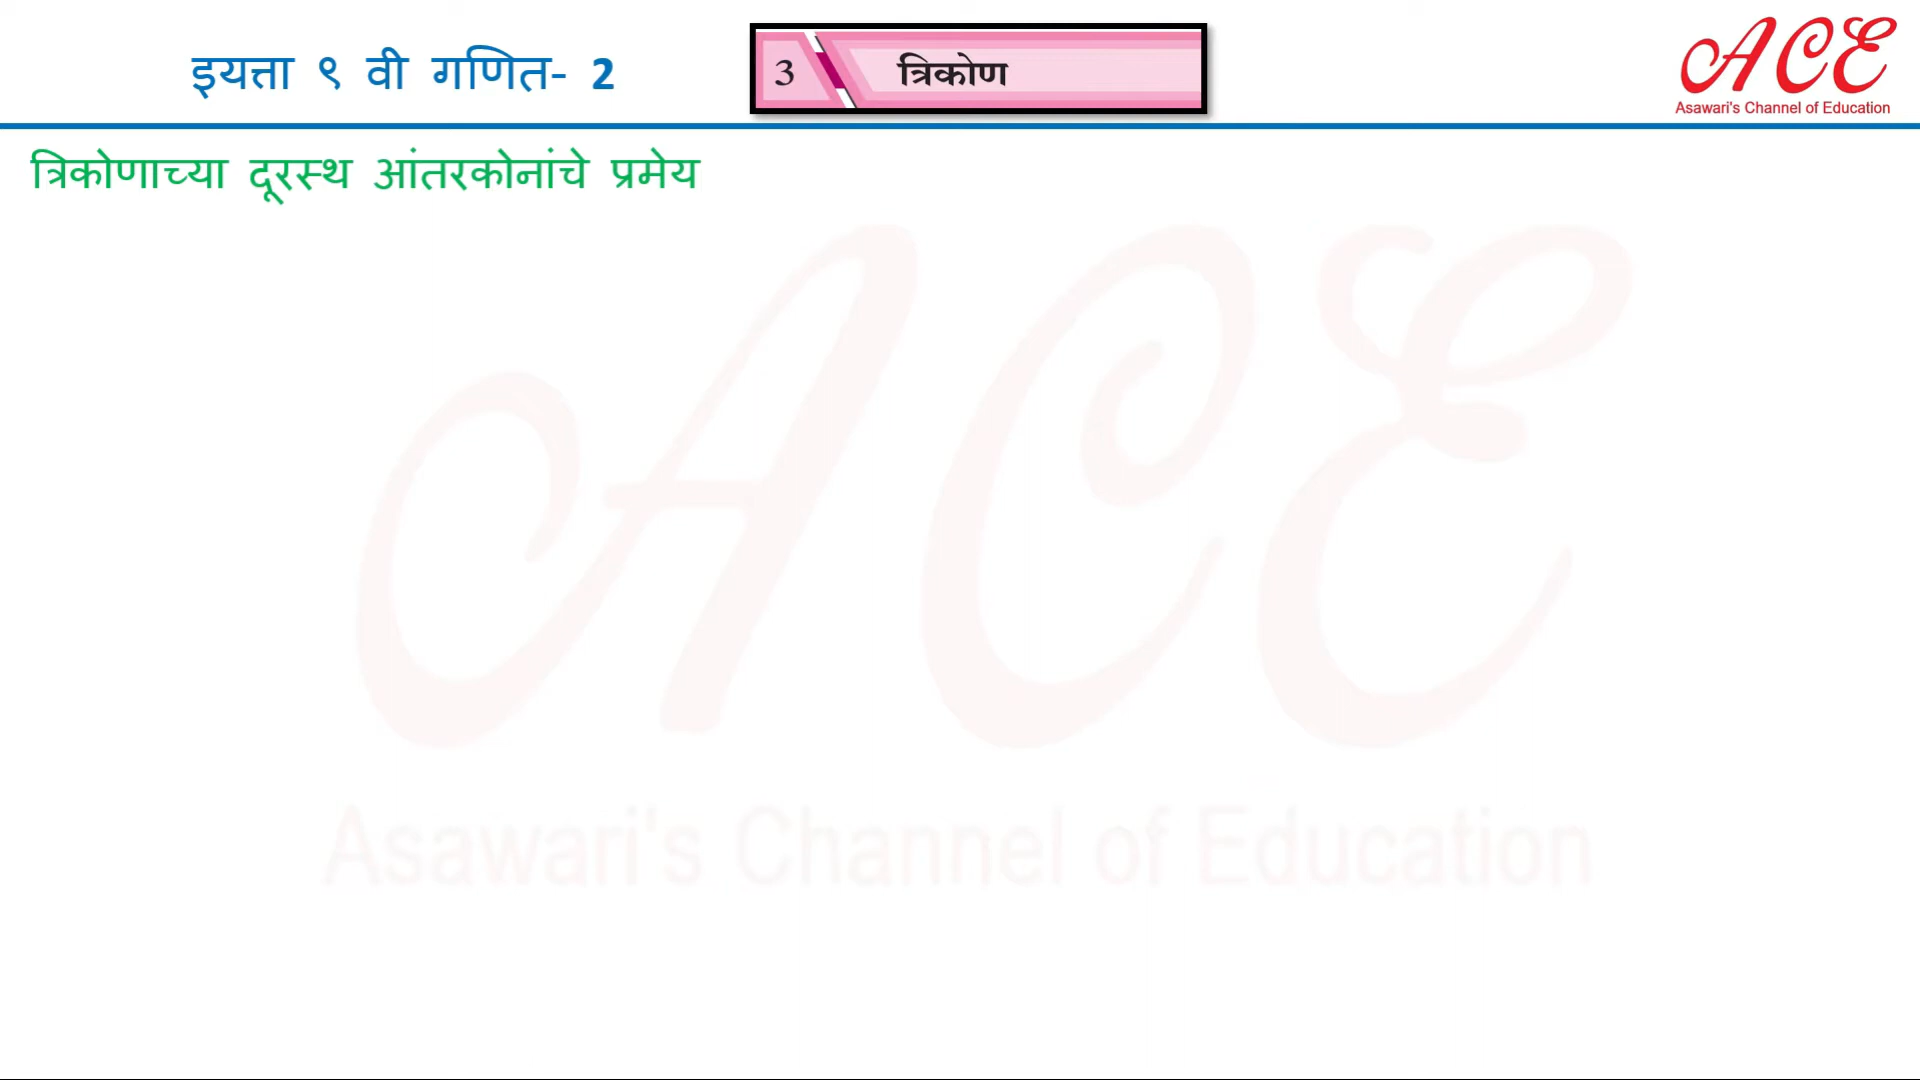 इयत्ता ९ वी गणित- 2
3 त्रिकोण
ACE
Asawari's Channel of Education
त्रिकोणाच्या दूरस्थ आंतरकोनांचे प्रमेय
ACE
Asawari's Channel of Education